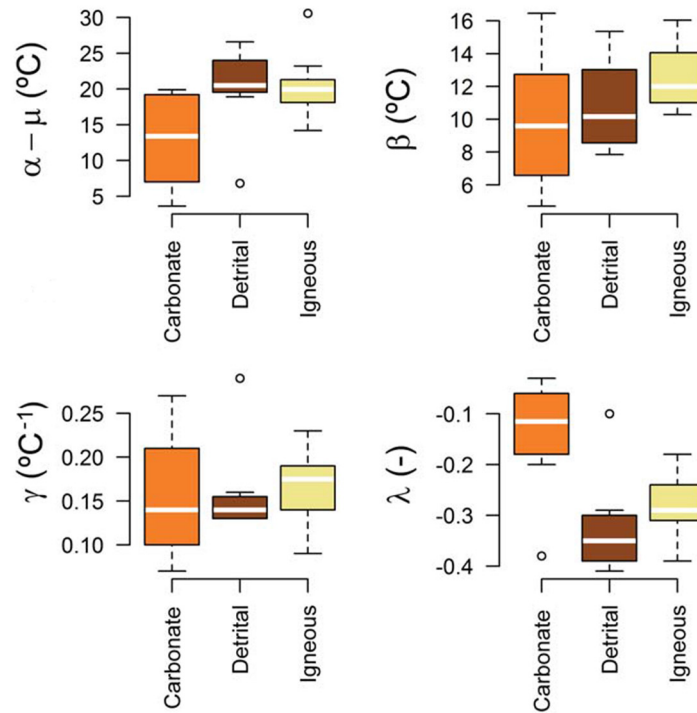 α − μ (ºC)
30
25
20
15
10
5
Carbonate
Detrital
Igneous
β (ºC)
16
14
12
10
8
6
Carbonate
Detrital
Igneous
γ (ºC⁻¹)
0.25
0.20
0.15
0.10
Carbonate
Detrital
Igneous
λ (-)
-0.1
-0.2
-0.3
-0.4
Carbonate
Detrital
Igneous